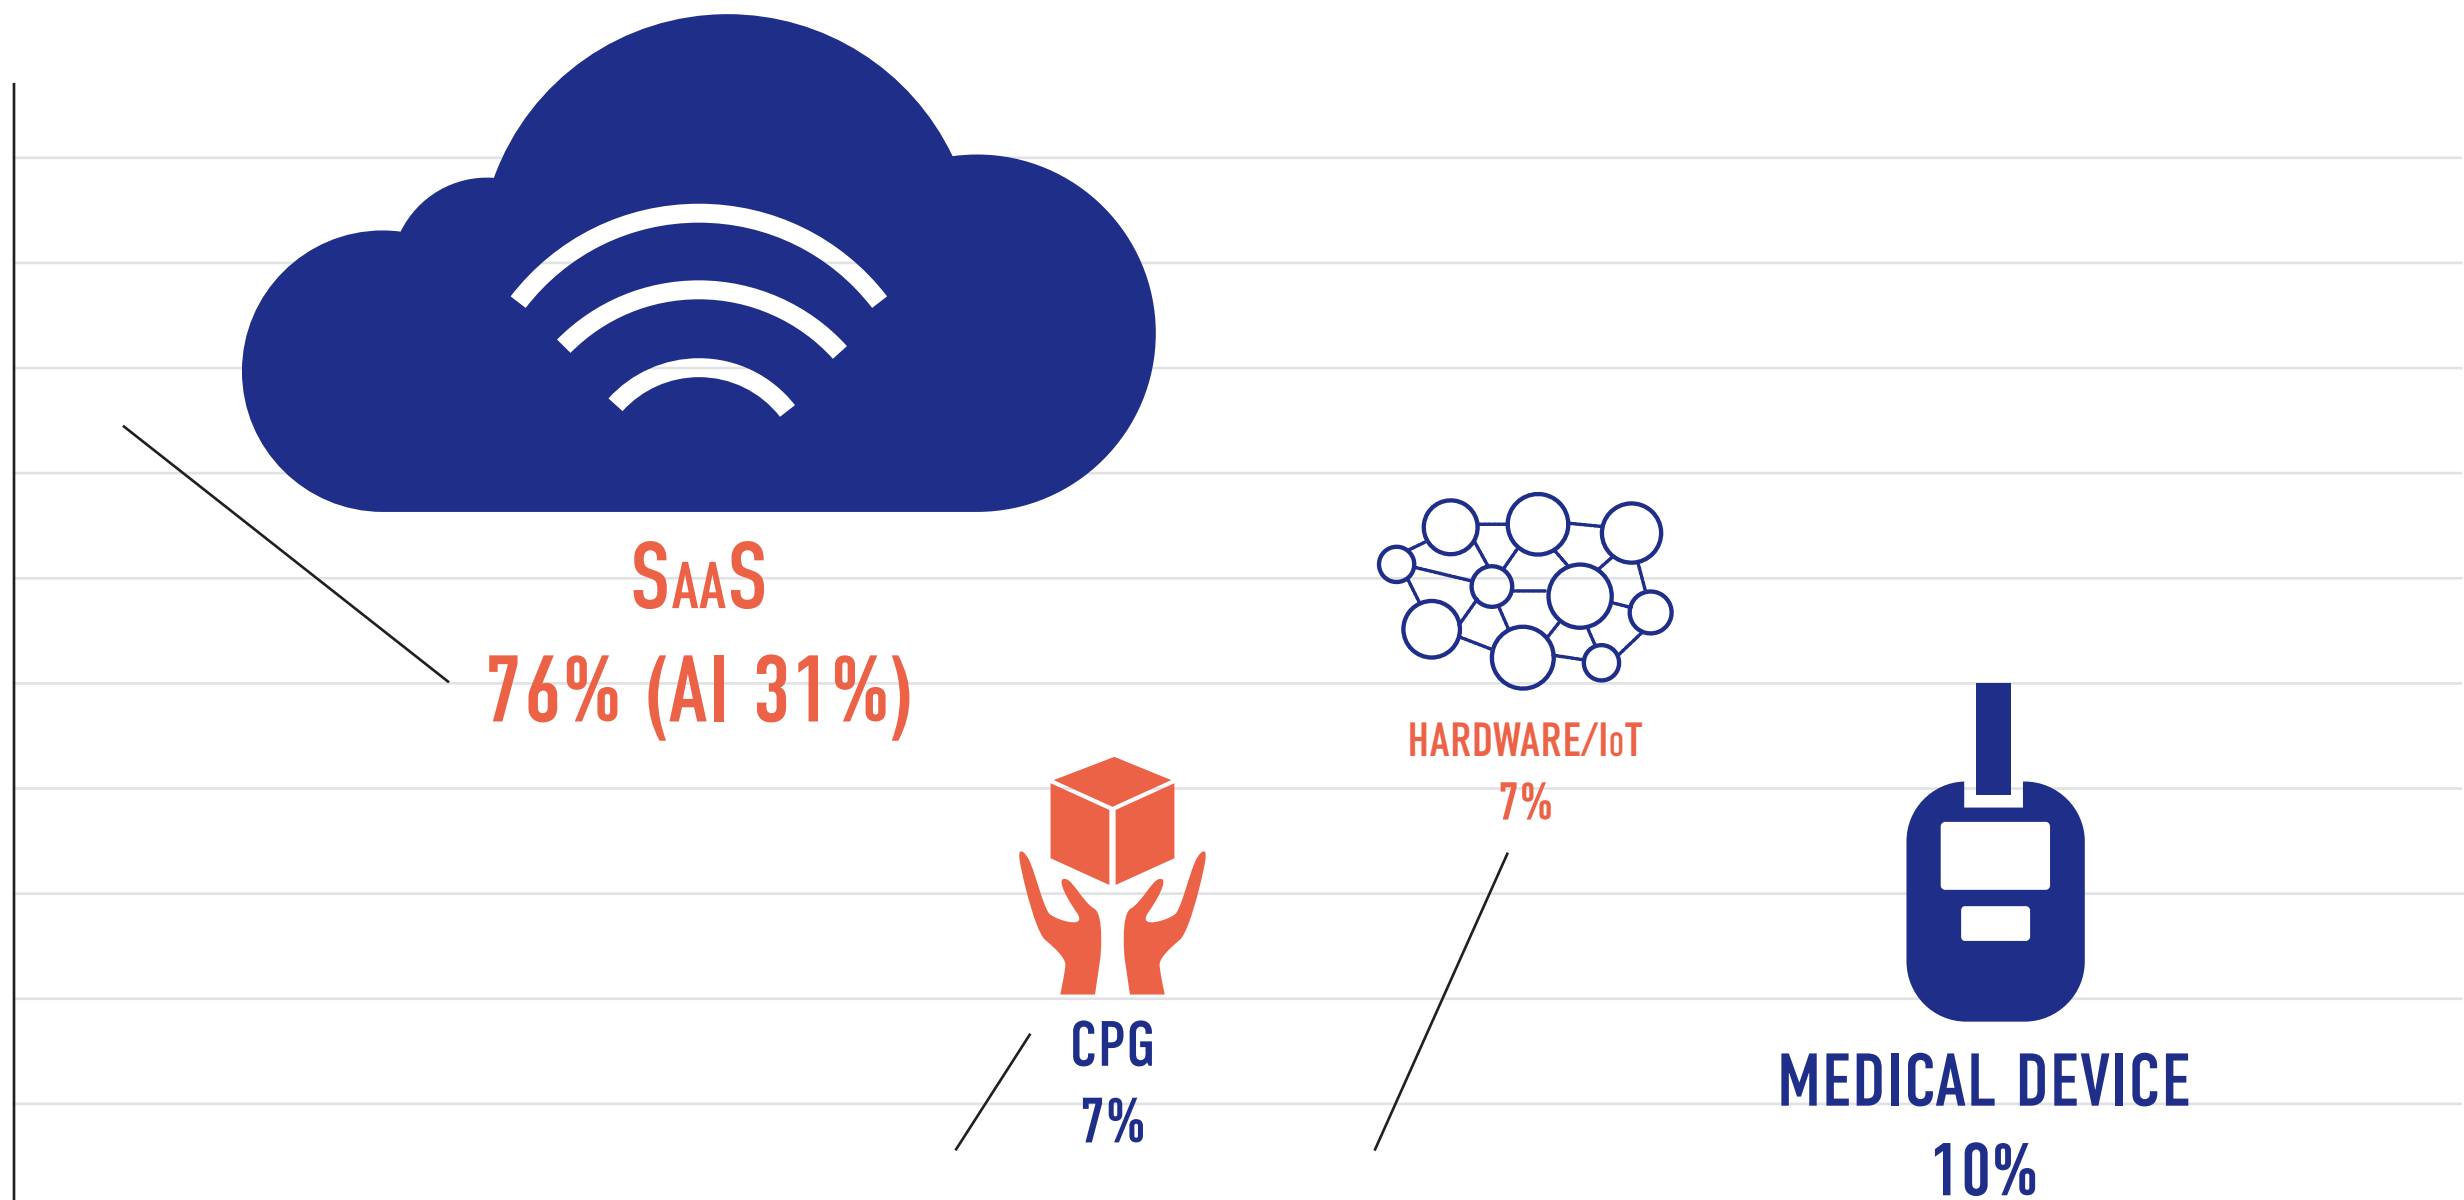 SaaS
76% (AI 31%)
HARDWARE/IoT
7%
CPG
7%
MEDICAL DEVICE
10%